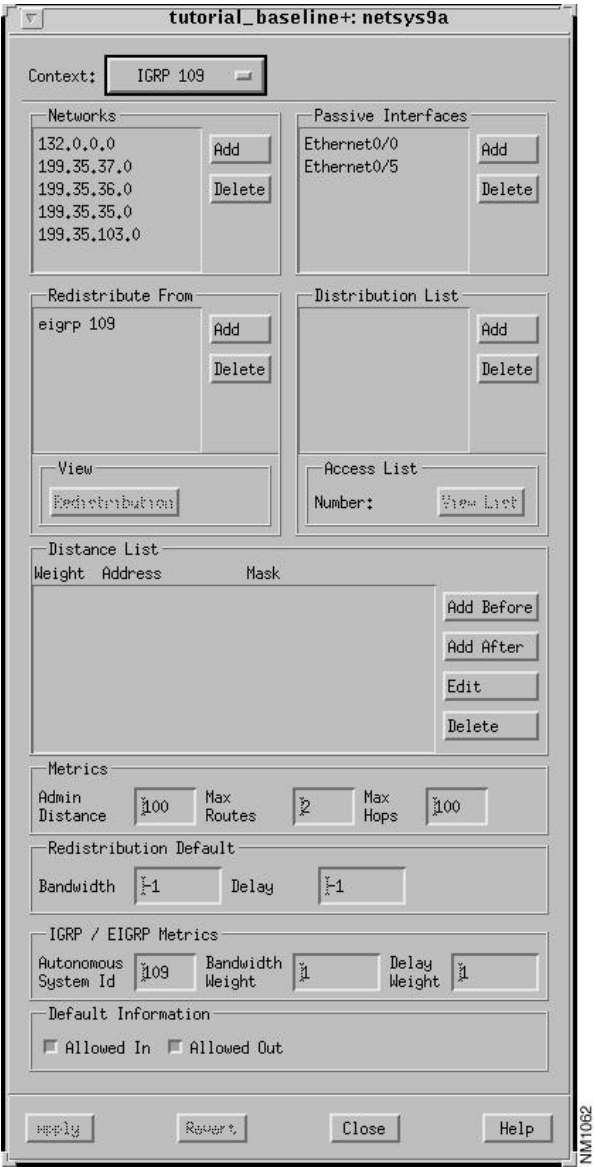 tutorial_baseline+: netsys9a
Context: IGRP 109
Networks
132.0.0.0
199.35.37.0
199.35.36.0
199.35.35.0
199.35.103.0
Add
Delete
Passive Interfaces
Ethernet0/0
Ethernet0/5
Add
Delete
Redistribute From
eigrp 109
Add
Delete
View
Redistribution
Distribution List
Add
Delete
Access List
Number: View List
Distance List
Weight Address Mask
Add Before
Add After
Edit
Delete
Metrics
Admin Distance 100 Max Routes 2 Max Hops 100
Redistribution Default
Bandwidth -1 Delay -1
IGRP / EIGRP Metrics
Autonomous System Id 109 Bandwidth Weight 1 Delay Weight 1
Default Information
Allowed In Allowed Out
Apply Revert Close Help
NM1062